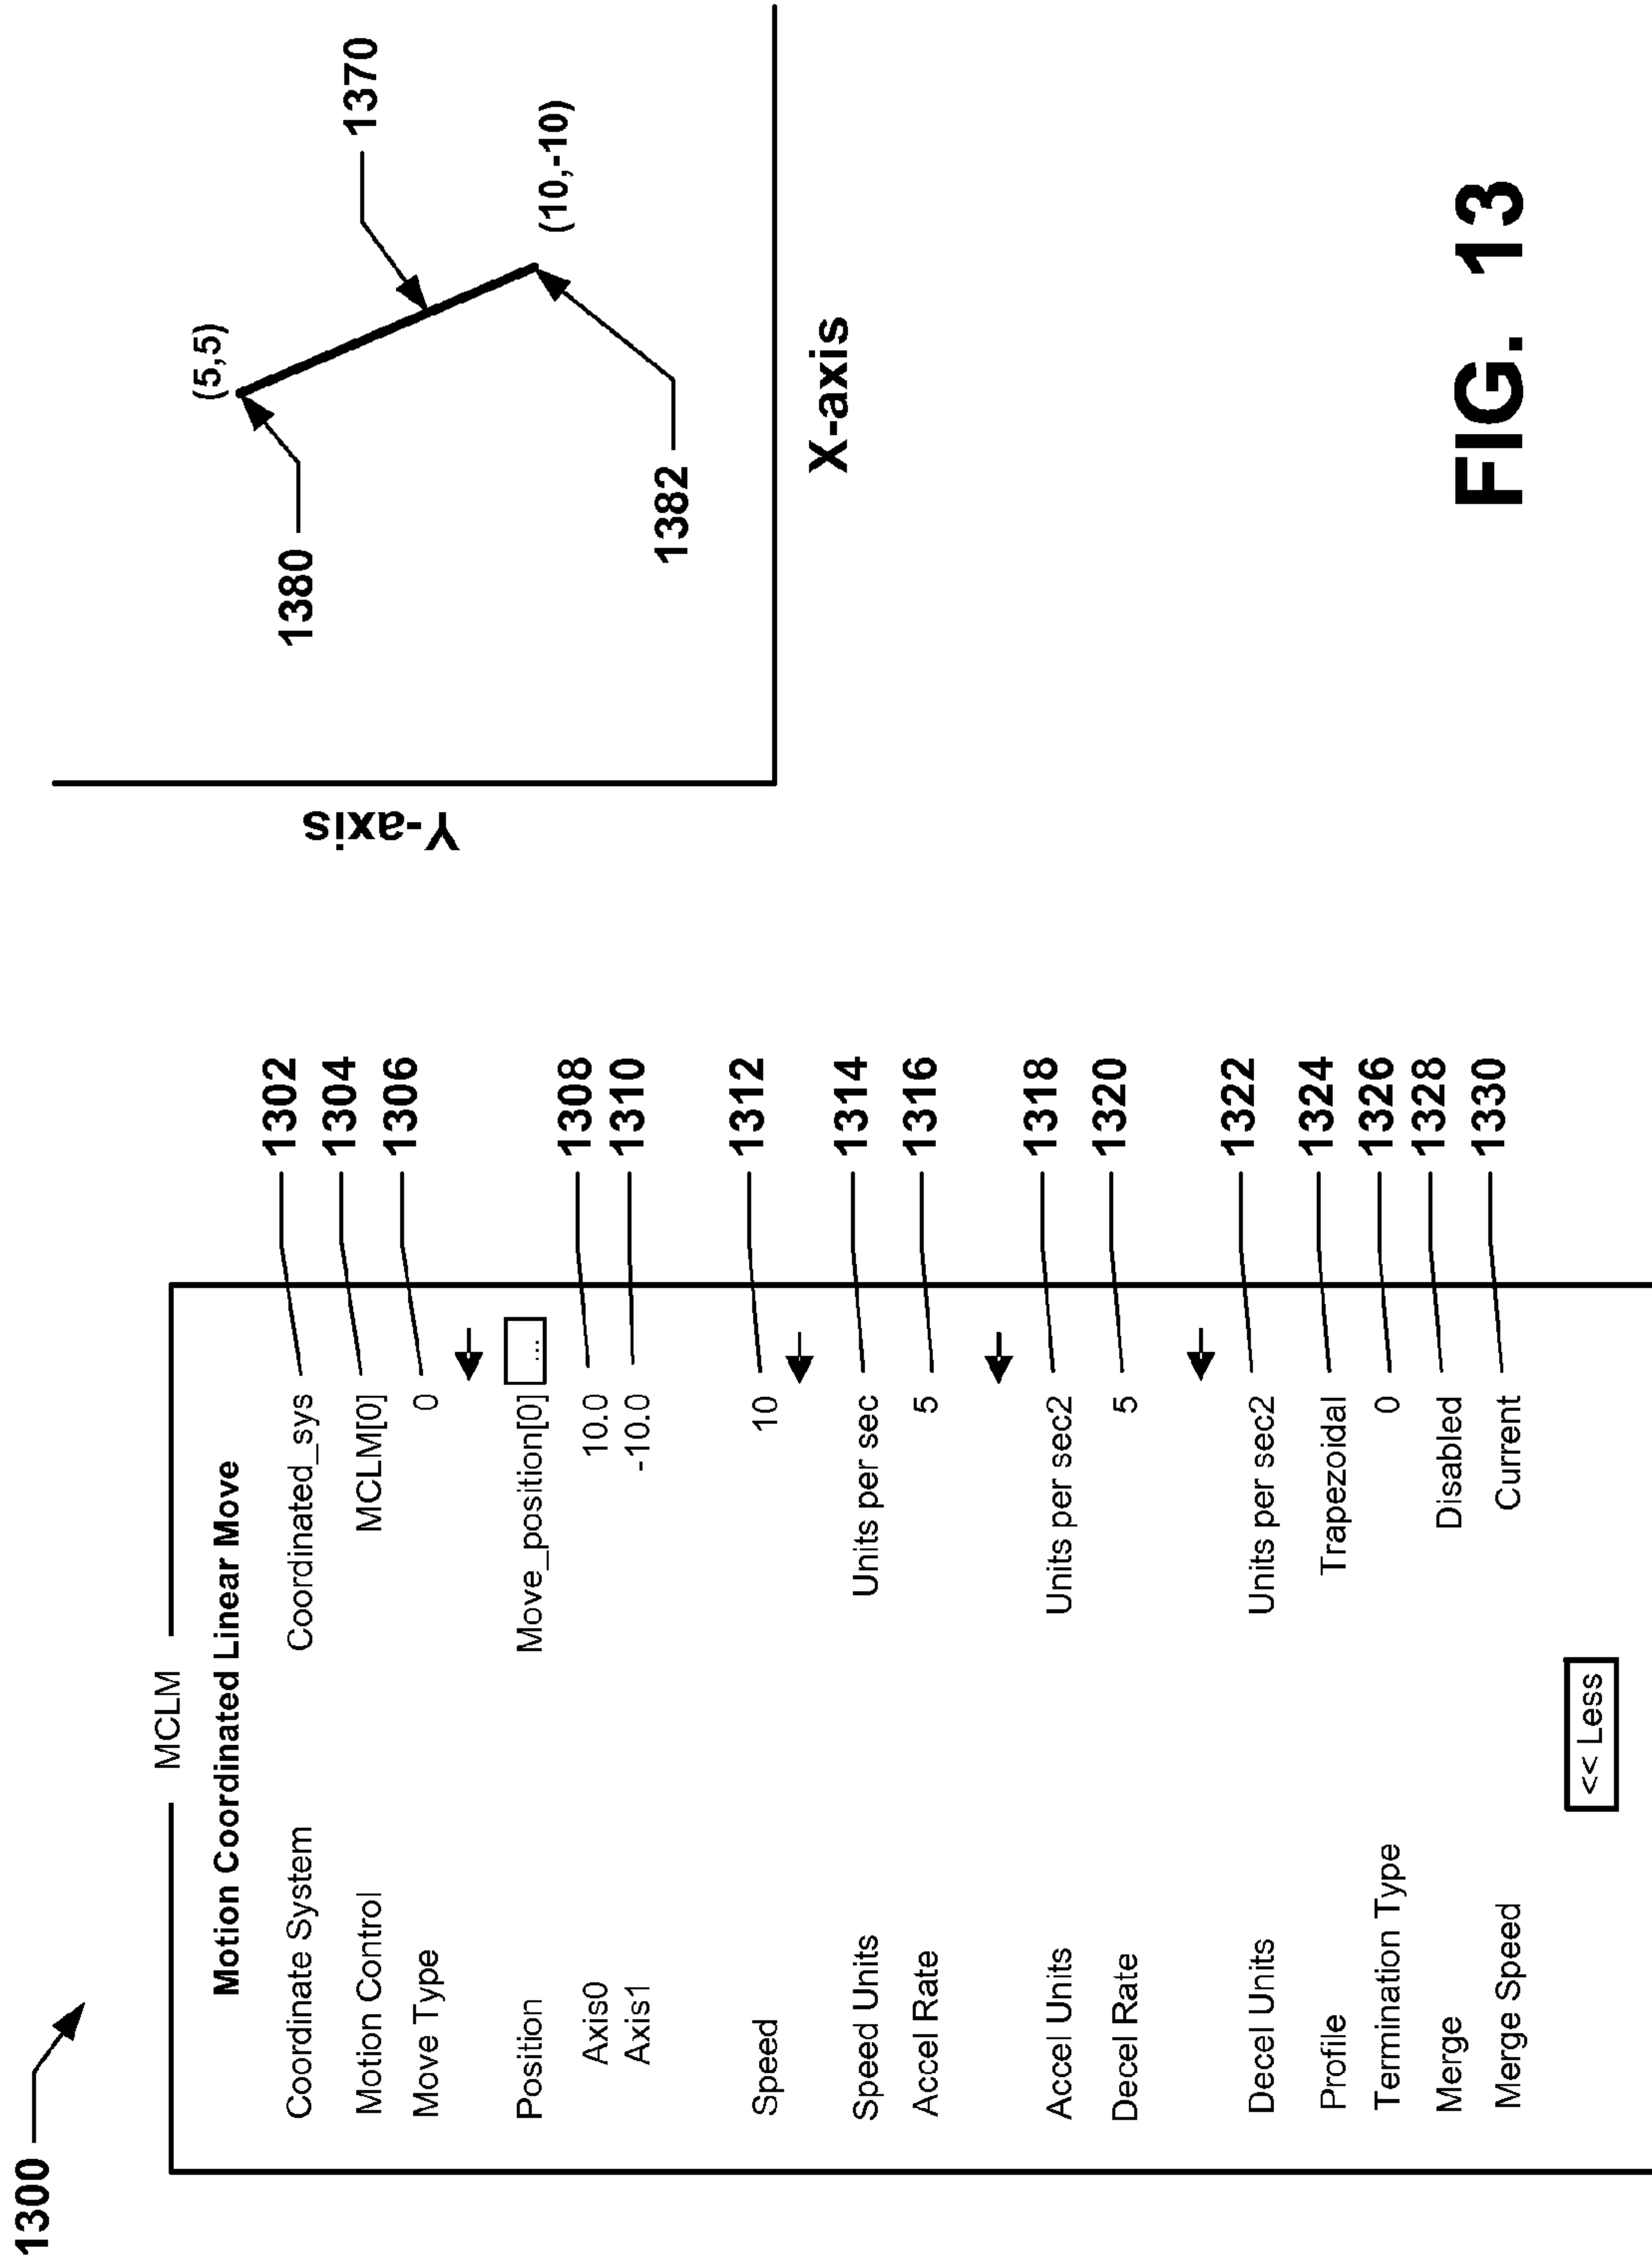 1300
MCLM
Motion Coordinated Linear Move
Coordinate System Coordinated_sys 1302
Motion Control MCLM[0] 1304
Move Type 0 1306
Position Move_position[0] ...
Axis0 10.0 1308
Axis1 -10.0 1310
Speed 10 1312
Speed Units Units per sec 1314
Accel Rate 5 1316
Accel Units Units per sec2 1318
Decel Rate 5 1320
Decel Units Units per sec2 1322
Profile Trapezoidal 1324
Termination Type 0 1326
Merge Disabled 1328
Merge Speed Current 1330
<< Less
Y-axis
(5,5)
1370
1380
(10,-10)
1382
X-axis
FIG. 13